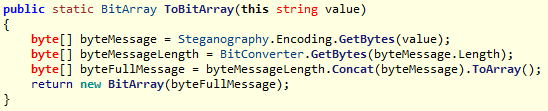 public static BitArray ToBitArray(this string value)
{
    byte[] byteMessage = Steganography.Encoding.GetBytes(value);
    byte[] byteMessageLength = BitConverter.GetBytes(byteMessage.Length);
    byte[] byteFullMessage = byteMessageLength.Concat(byteMessage).ToArray();
    return new BitArray(byteFullMessage);
}